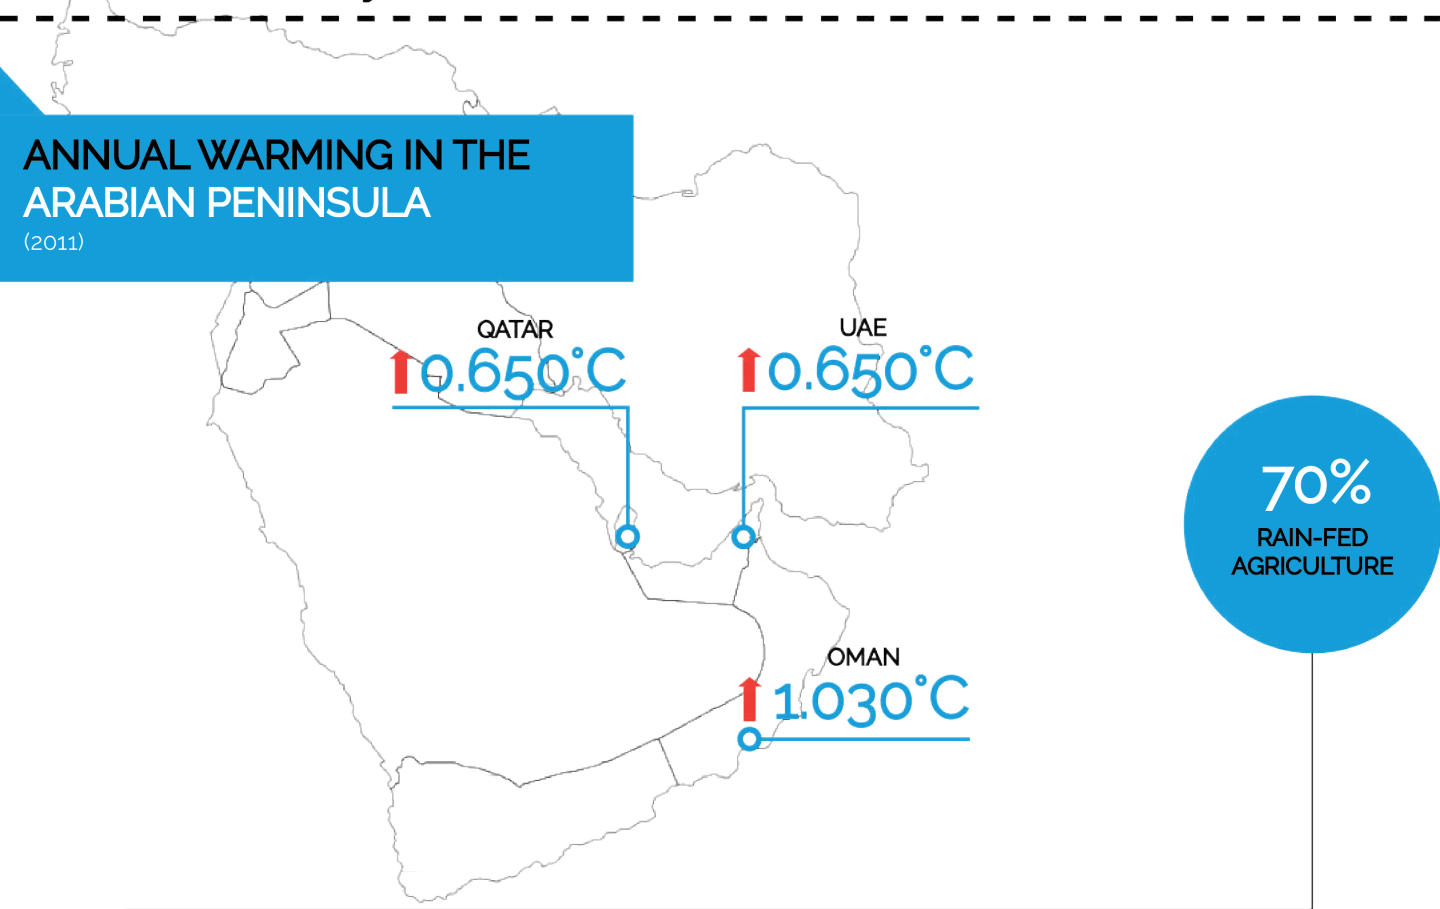 ANNUAL WARMING IN THE
ARABIAN PENINSULA
(2011)
QATAR
0.650°C
UAE
0.650°C
70%
RAIN-FED
AGRICULTURE
OMAN
1.030°C